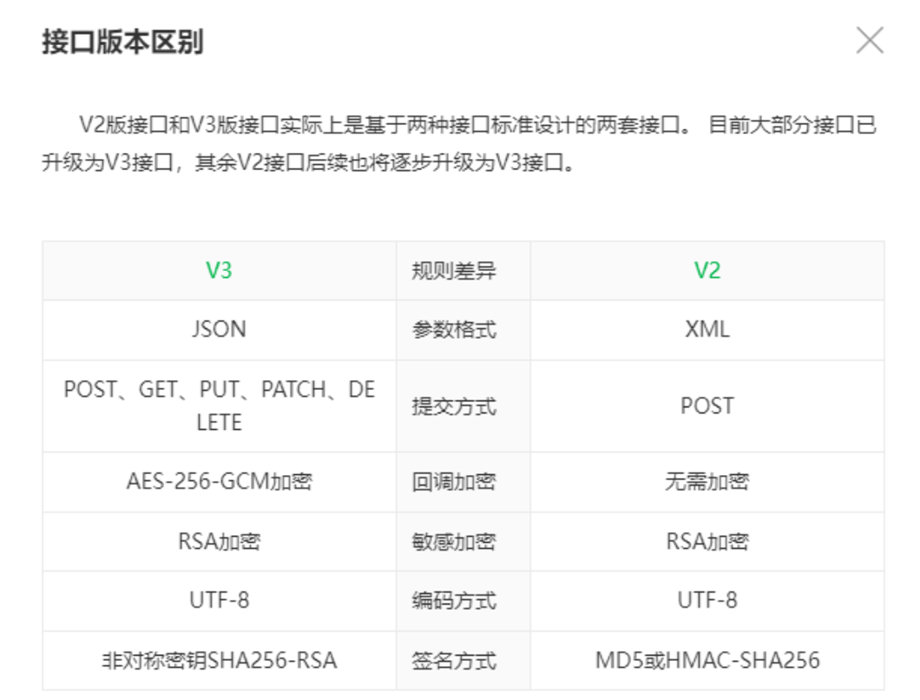 接口版本区别
V2版接口和V3版接口实际上是基于两种接口标准设计的两套接口。 目前大部分接口已
升级为V3接口，其余V2接口后续也将逐步升级为V3接口。
V3 规则差异 V2
JSON 参数格式 XML
POST、GET、PUT、PATCH、DE
LETE 提交方式 POST
AES-256-GCM加密 回调加密 无需加密
RSA加密 敏感加密 RSA加密
UTF-8 编码方式 UTF-8
非对称密钥SHA256-RSA 签名方式 MD5或HMAC-SHA256